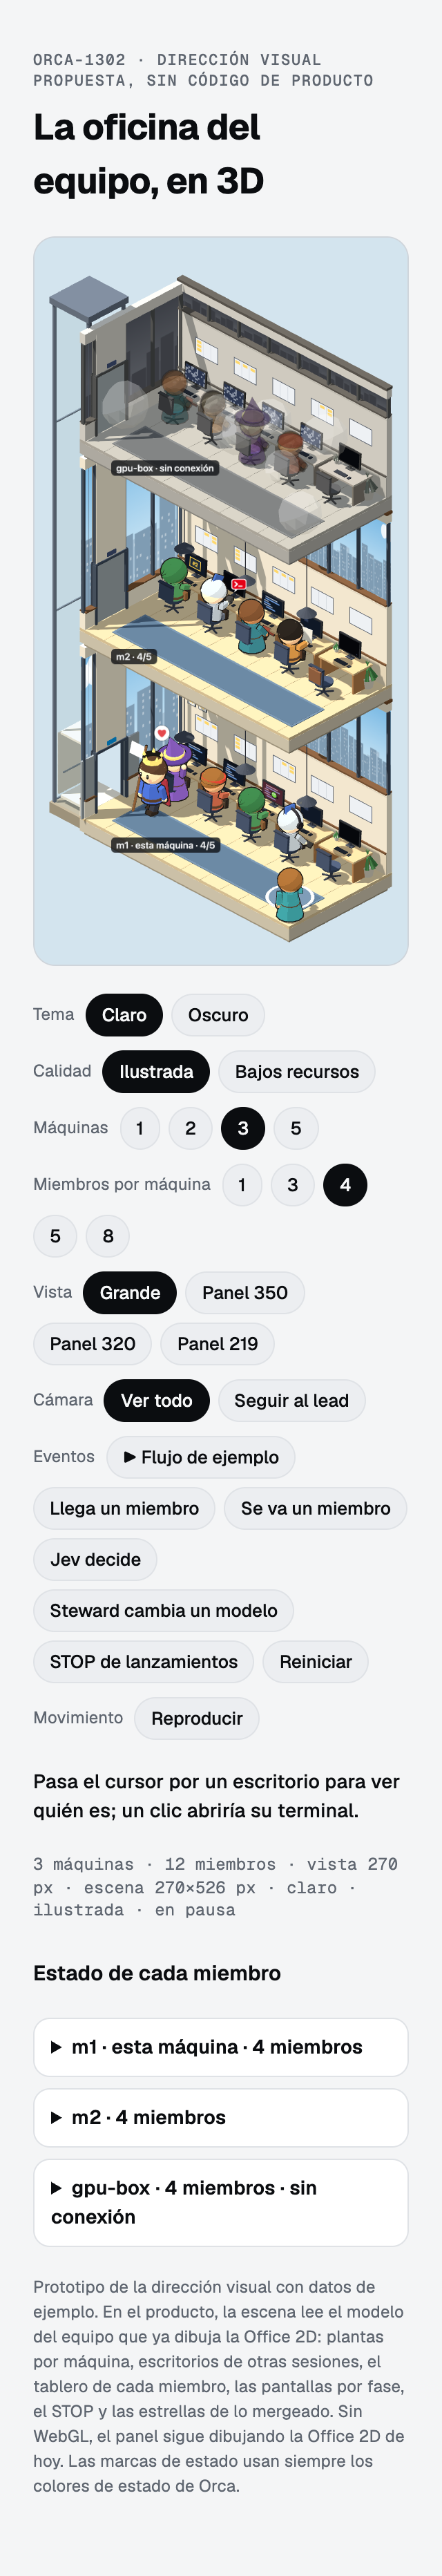 ORCA-1302 · DIRECCIÓN VISUAL
PROPUESTA, SIN CÓDIGO DE PRODUCTO
La oficina del
equipo, en 3D
gpu-box · sin conexión
m2 · 4/5
m1 · esta máquina · 4/5
Tema Claro Oscuro
Calidad Ilustrada Bajos recursos
Máquinas 1 2 3 5
Miembros por máquina 1 3 4
5 8
Vista Grande Panel 350
Panel 320 Panel 219
Cámara Ver todo Seguir al lead
Eventos ▶ Flujo de ejemplo
Llega un miembro Se va un miembro
Jev decide
Steward cambia un modelo
STOP de lanzamientos Reiniciar
Movimiento Reproducir
Pasa el cursor por un escritorio para ver
quién es; un clic abriría su terminal.
3 máquinas · 12 miembros · vista 270
px · escena 270×526 px · claro ·
ilustrada · en pausa
Estado de cada miembro
▶ m1 · esta máquina · 4 miembros
▶ m2 · 4 miembros
▶ gpu-box · 4 miembros · sin
conexión
Prototipo de la dirección visual con datos de
ejemplo. En el producto, la escena lee el modelo
del equipo que ya dibuja la Office 2D: plantas
por máquina, escritorios de otras sesiones, el
tablero de cada miembro, las pantallas por fase,
el STOP y las estrellas de lo mergeado. Sin
WebGL, el panel sigue dibujando la Office 2D de
hoy. Las marcas de estado usan siempre los
colores de estado de Orca.